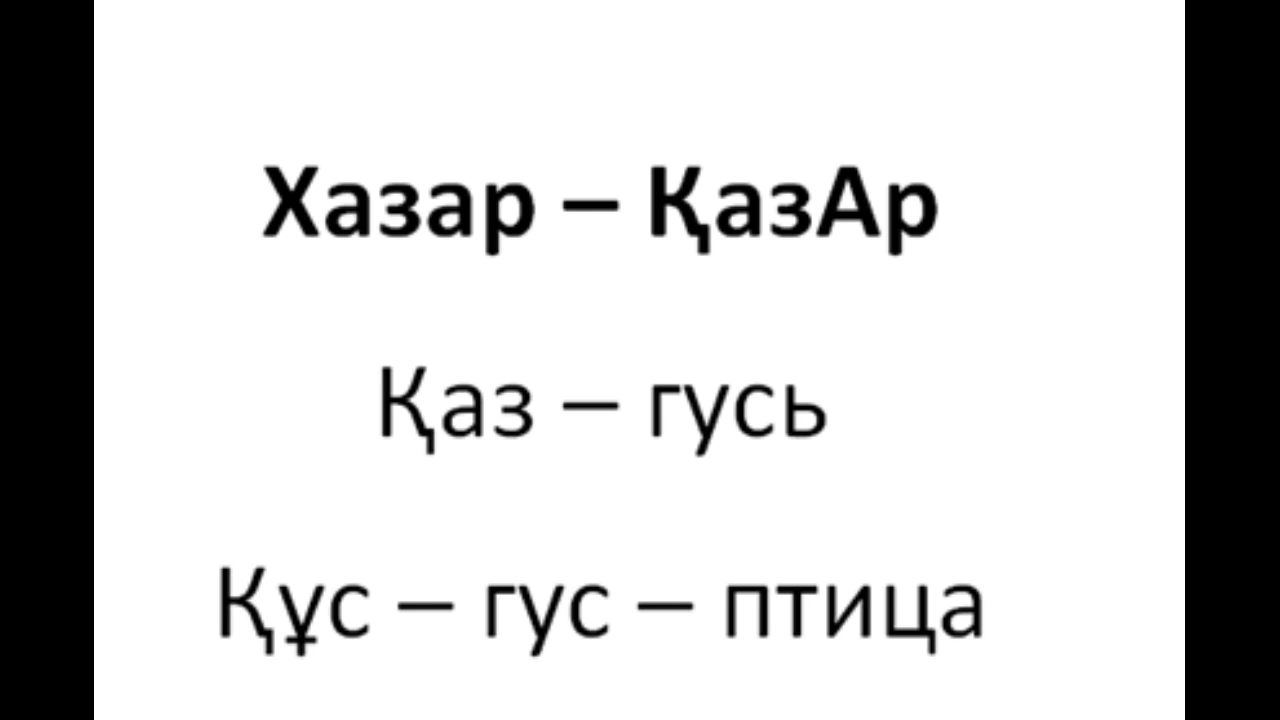 Хазар – ҚазАр
Қаз – гусь
Құс – гус – птица